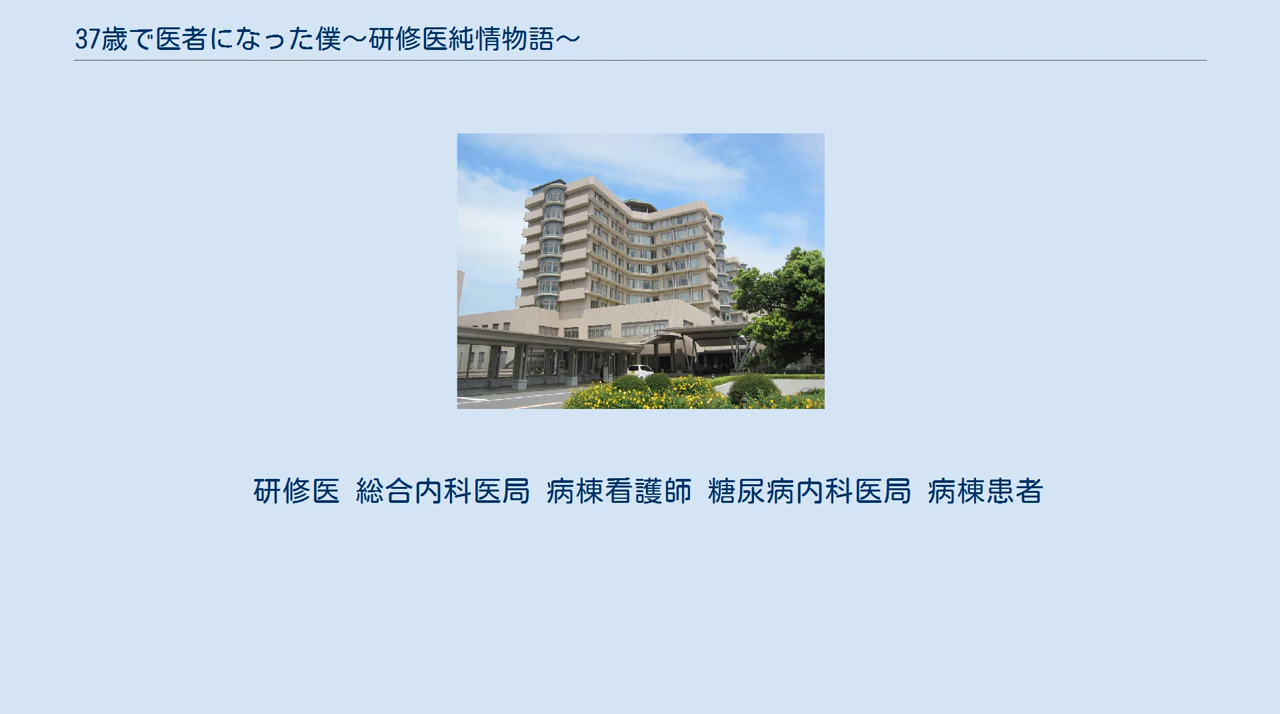 37歳で医者になった僕〜研修医純情物語〜
研修医 総合内科医局 病棟看護師 糖尿病内科医局 病棟患者